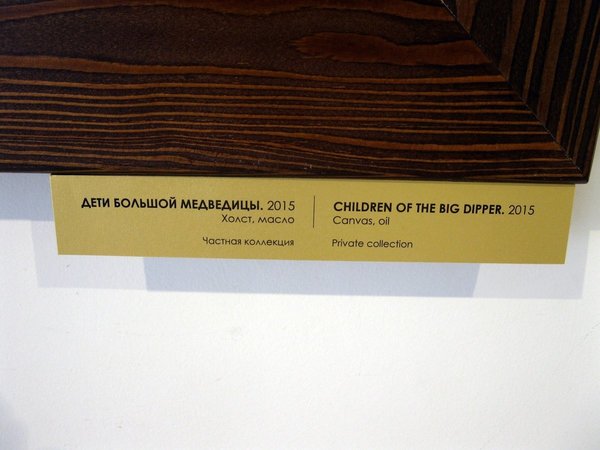 ДЕТИ БОЛЬШОЙ МЕДВЕДИЦЫ. 2015
Холст, масло
Частная коллекция
CHILDREN OF THE BIG DIPPER. 2015
Canvas, oil
Private collection